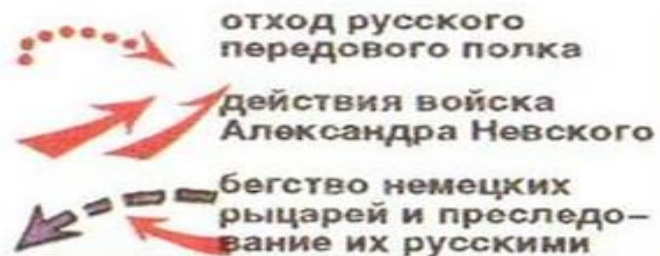 отход русского
передового полка
действия войска
Александра Невского
бегство немецких
рыцарей и преследо-
вание их русскими